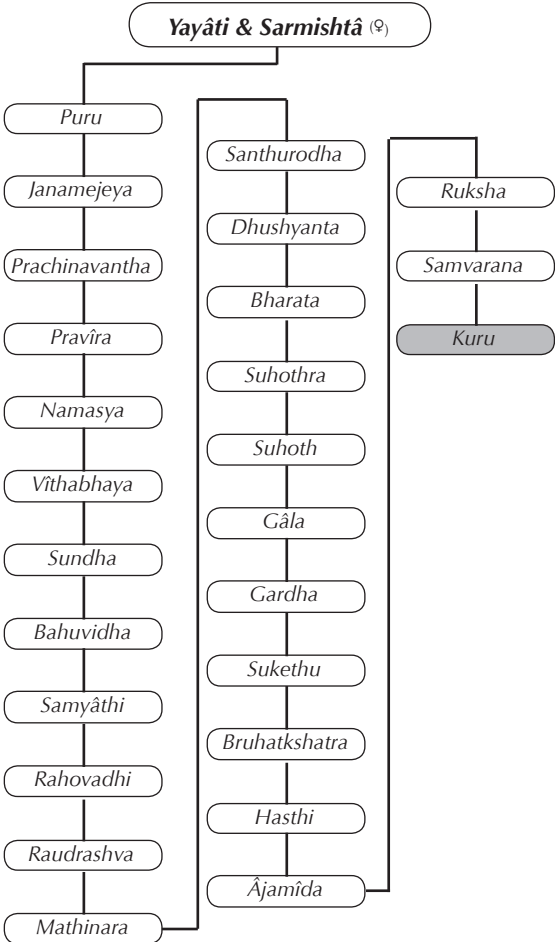 Yayâti & Sarmishtâ (♀)
Puru
Janamejeya
Prachinavantha
Pravîra
Namasya
Vîthabhaya
Sundha
Bahuvidha
Samyâthi
Rahovadhi
Raudrashva
Mathinara
Santhurodha
Dhushyanta
Bharata
Suhothra
Suhoth
Gâla
Gardha
Sukethu
Bruhatkshatra
Hasthi
Âjamîda
Ruksha
Samvarana
Kuru